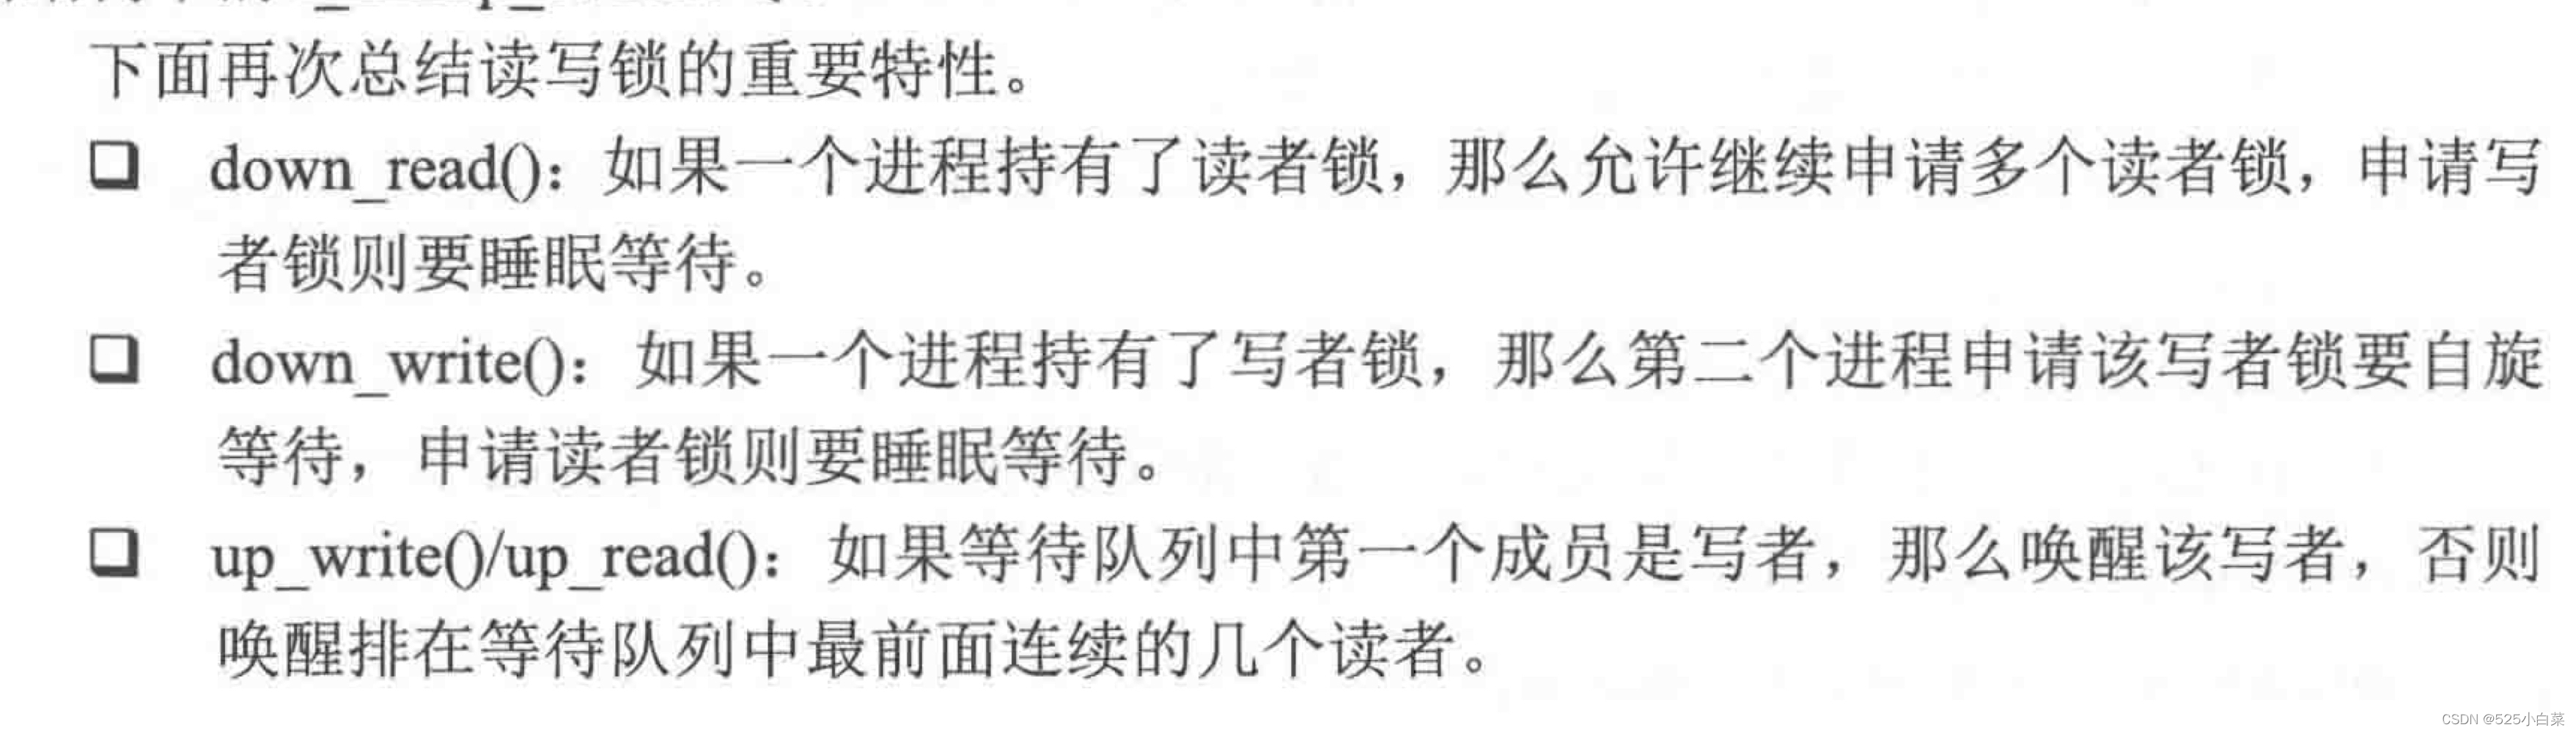 下面再次总结读写锁的重要特性。
❑ down_read()：如果一个进程持有了读者锁，那么允许继续申请多个读者锁，申请写
者锁则要睡眠等待。
❑ down_write()：如果一个进程持有了写者锁，那么第二个进程申请该写者锁要自旋
等待，申请读者锁则要睡眠等待。
❑ up_write()/up_read()：如果等待队列中第一个成员是写者，那么唤醒该写者，否则
唤醒排在等待队列中最前面连续的几个读者。
CSDN @525小白菜